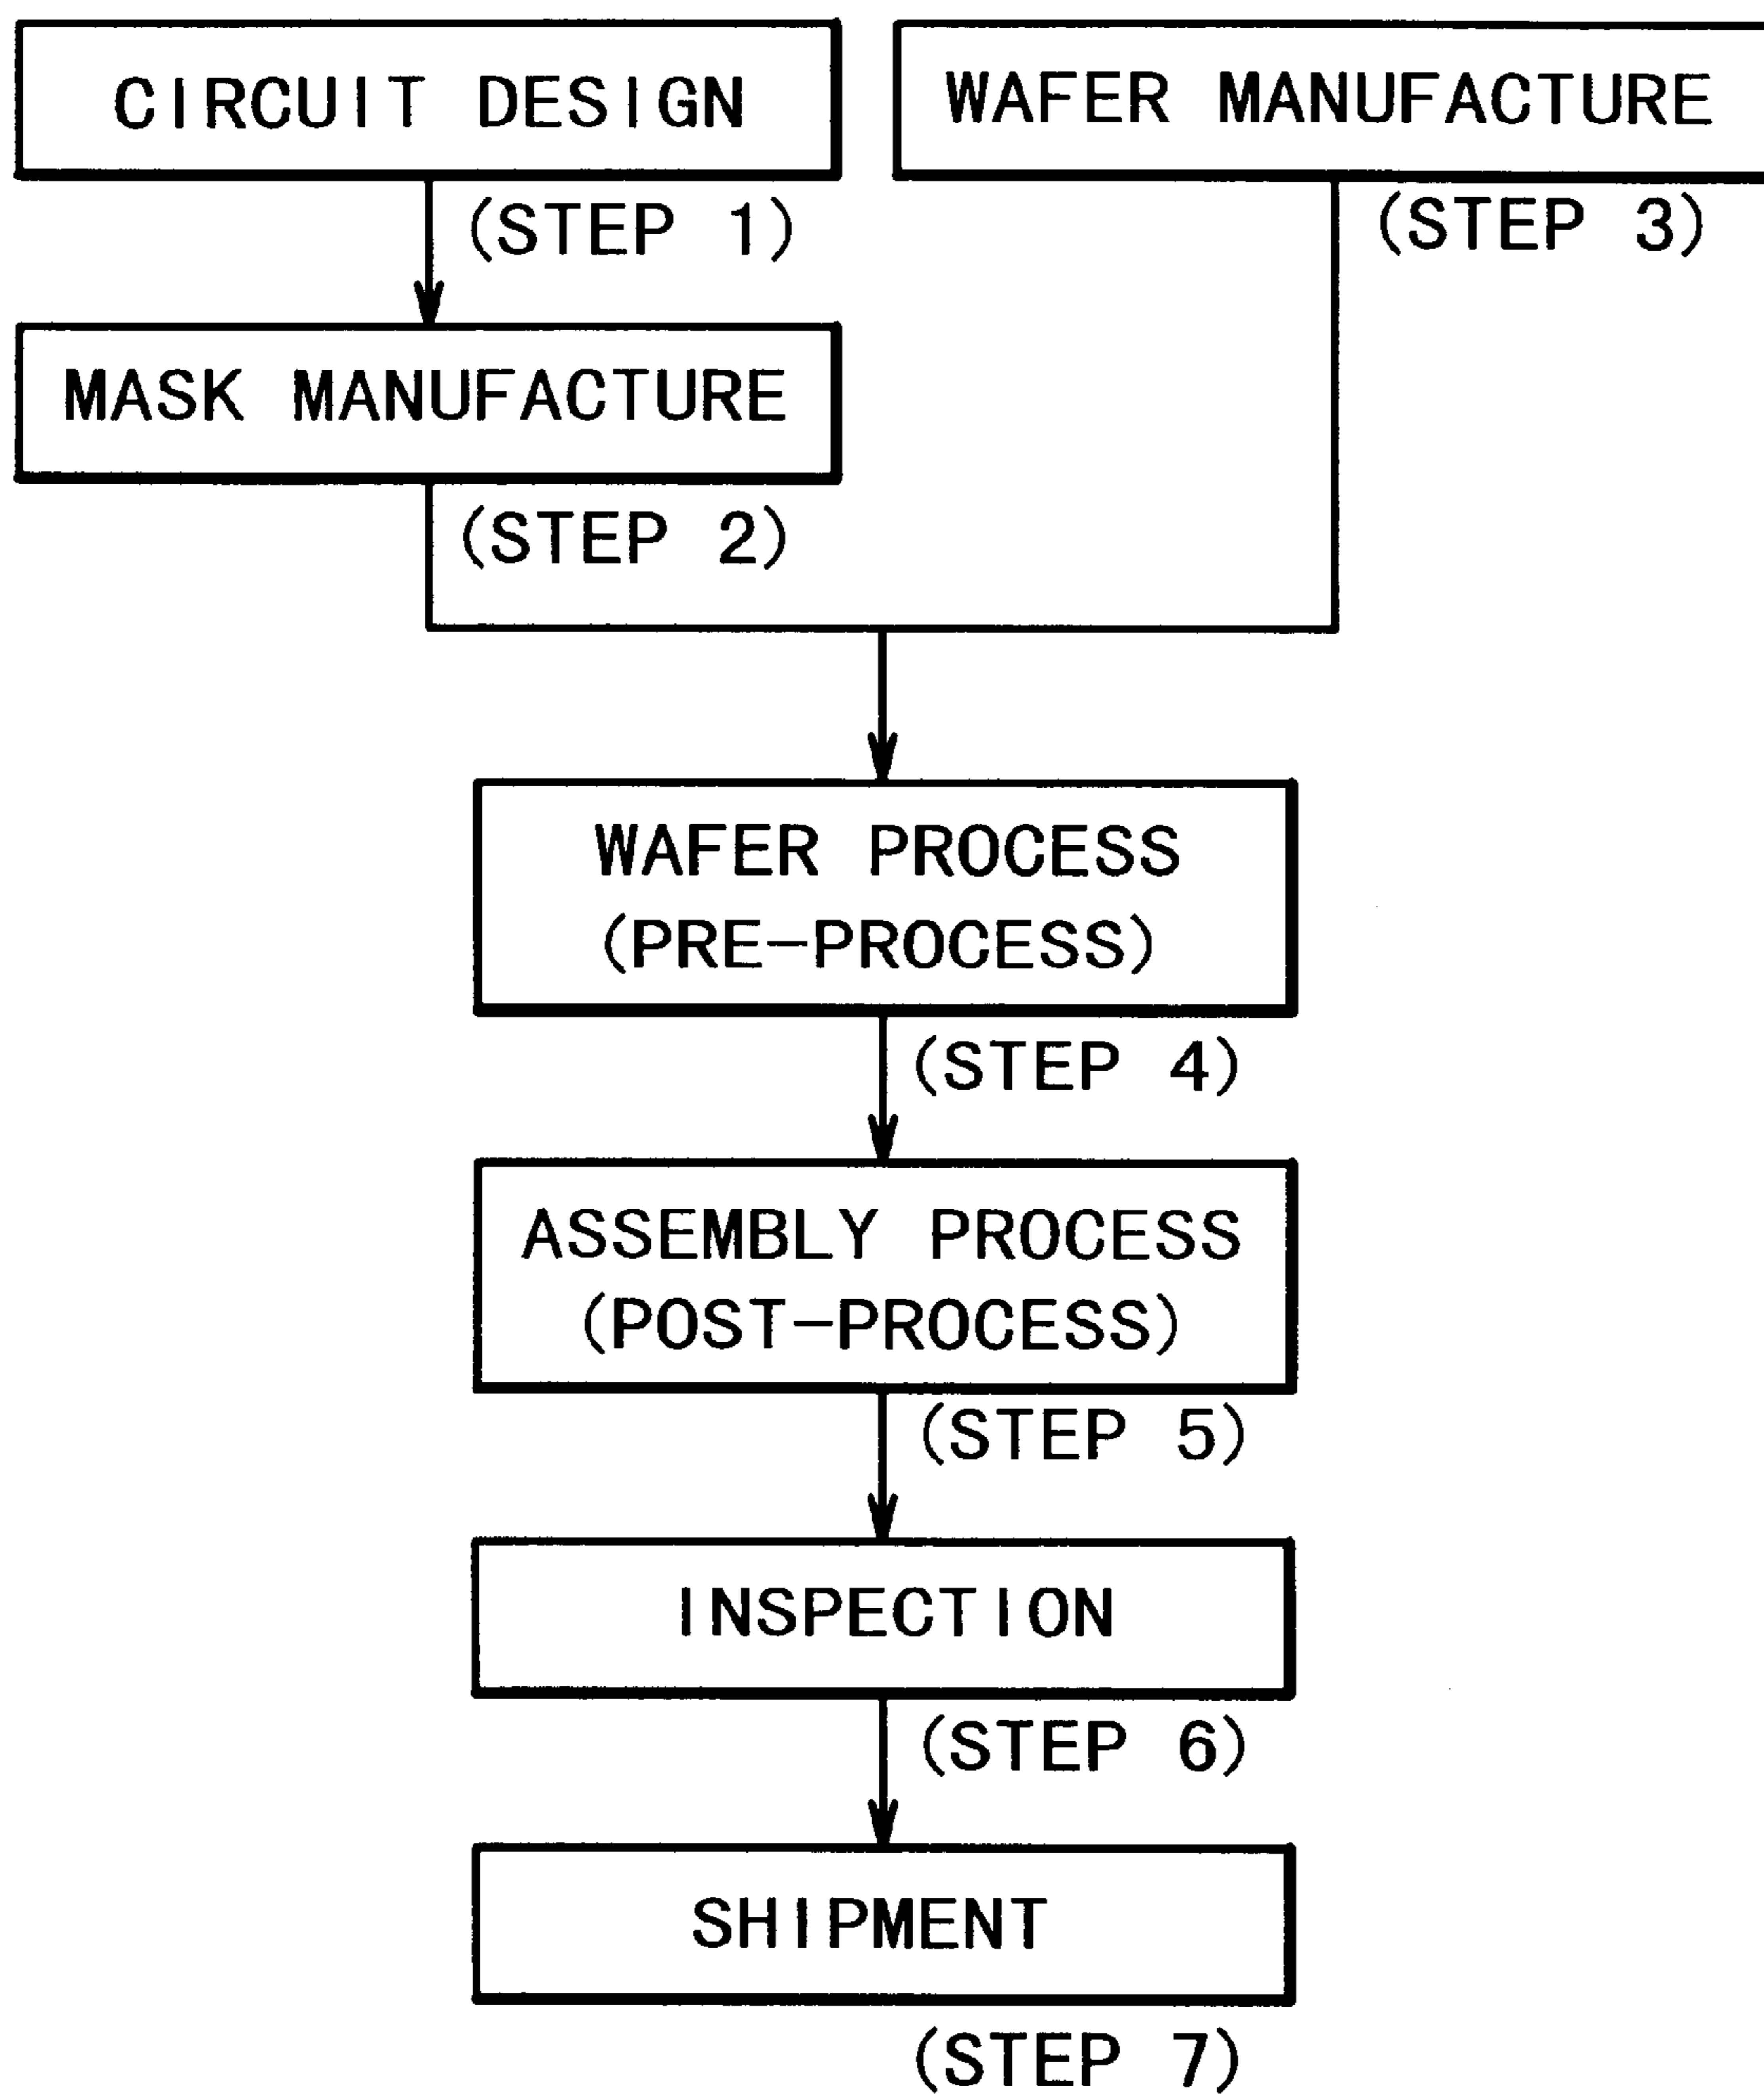 CIRCUIT DESIGN
WAFER MANUFACTURE
(STEP 1)
(STEP 3)
MASK MANUFACTURE
(STEP 2)
WAFER PROCESS
(PRE-PROCESS)
(STEP 4)
ASSEMBLY PROCESS
(POST-PROCESS)
(STEP 5)
INSPECTION
(STEP 6)
SHIPMENT
(STEP 7)